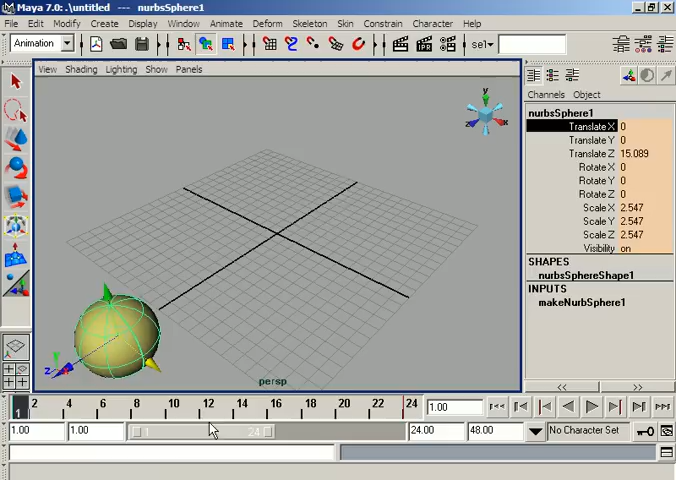 Maya 7.0: .\untitled --- nurbsSphere1
File Edit Modify Create Display Window Animate Deform Skeleton Skin Constrain Character
Animation sel
View Shading Lighting Show Panels
Channels Object
nurbsSphere1
Translate X 0
Translate Y 0
Translate Z 15.089
Rotate X 0
Rotate Y 0
Rotate Z 0
Scale X 2.547
Scale Y 2.547
Scale Z 2.547
Visibility on
SHAPES
nurbsSphereShape1
INPUTS
makeNurbSphere1
y
z x
z
persp
<< >>
1 2 4 6 8 10 12 14 16 18 20 22 24 1.00
1.00 1.00 1 24 24.00 48.00 No Character Set